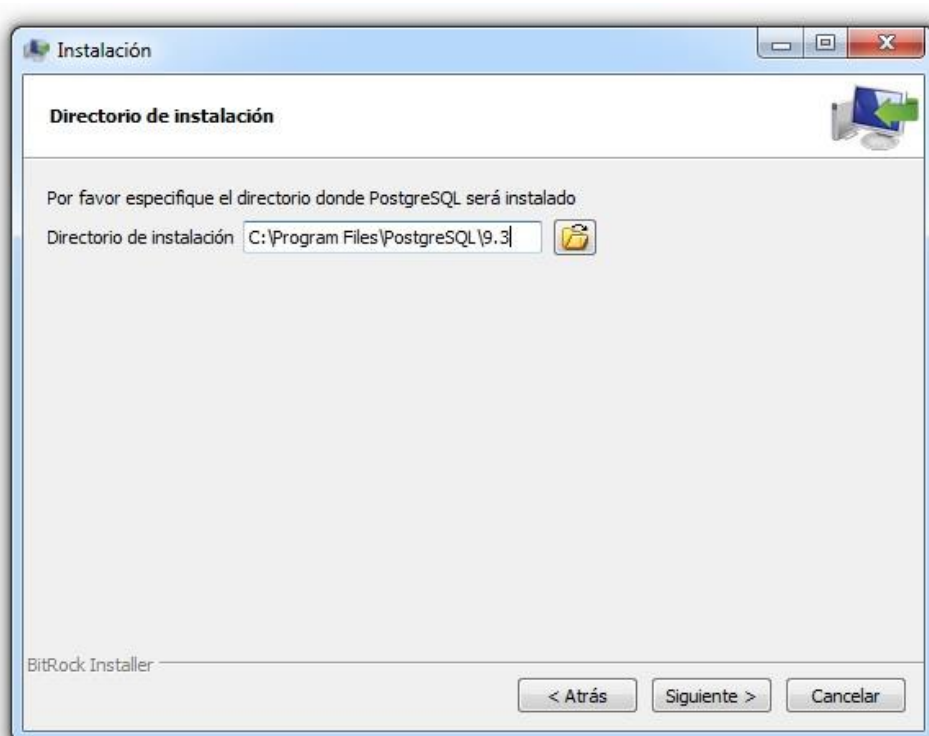 Instalación
Directorio de instalación
Por favor especifique el directorio donde PostgreSQL será instalado
Directorio de instalación C:\Program Files\PostgreSQL\9.3
BitRock Installer
< Atrás Siguiente > Cancelar